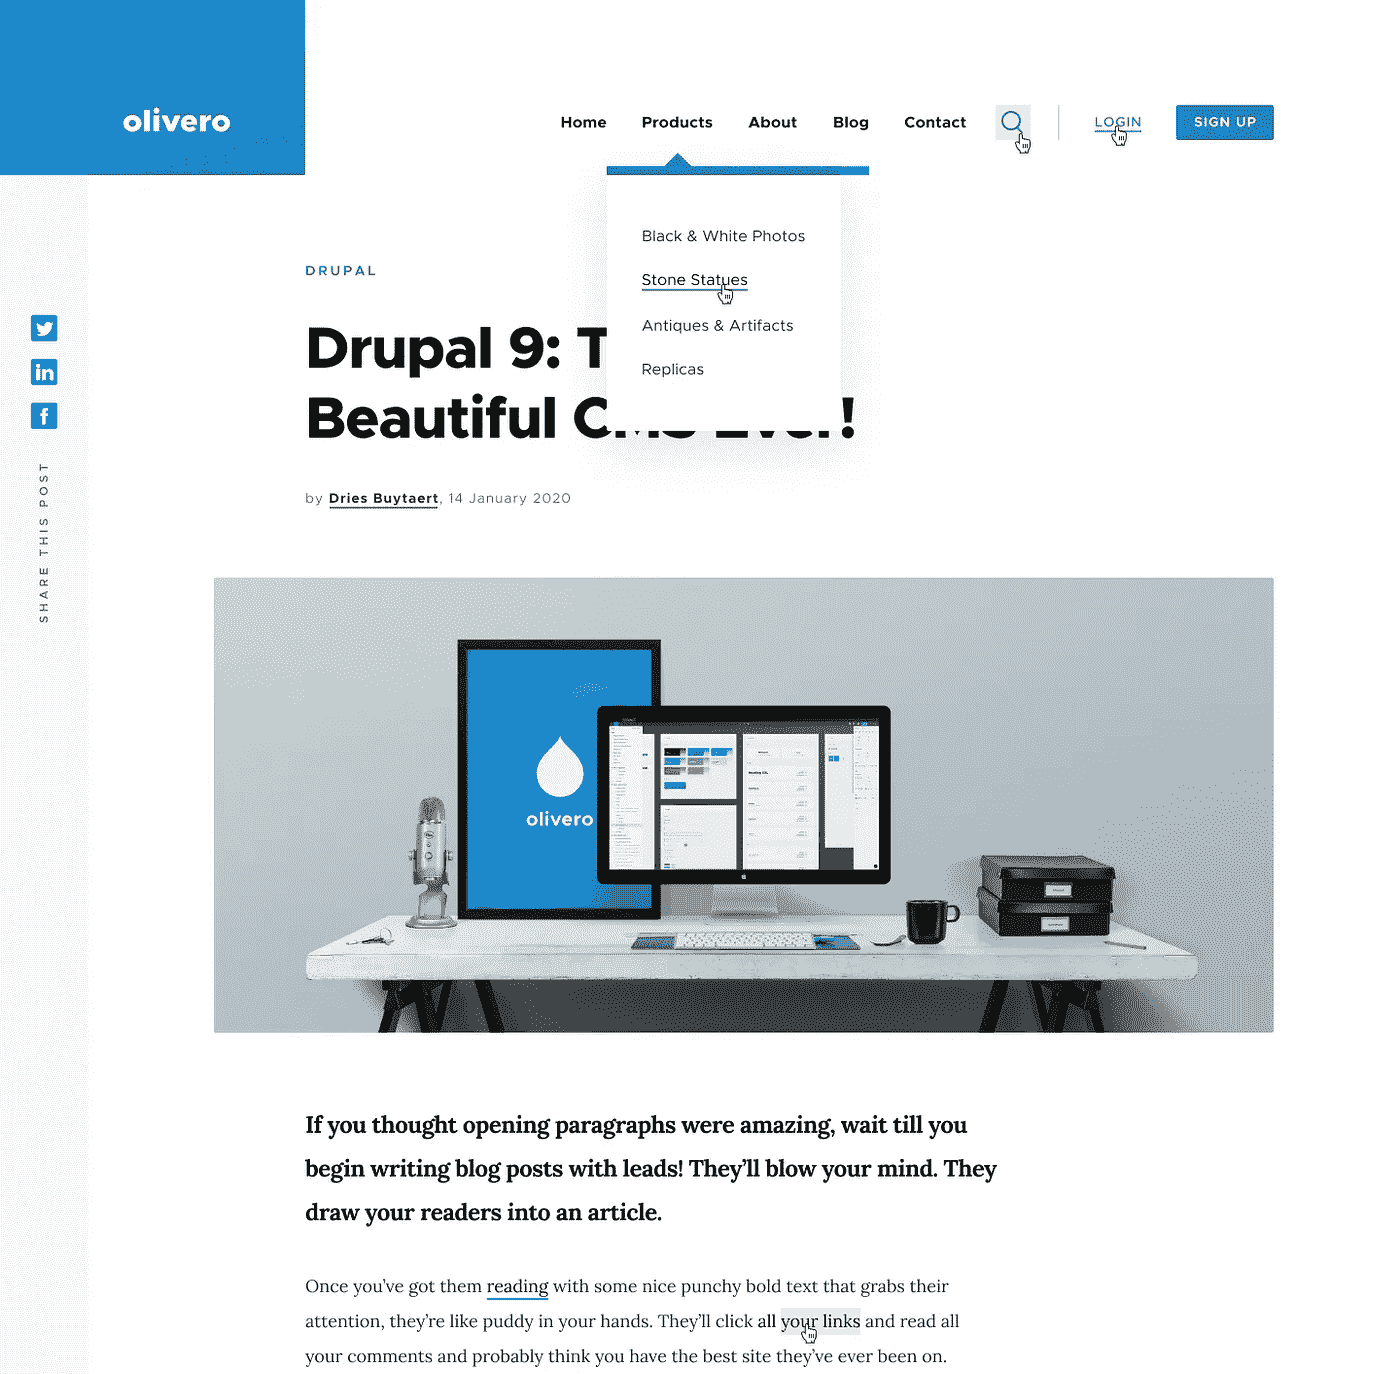 olivero
Home Products About Blog Contact LOGIN SIGN UP
Black & White Photos
Stone Statues
Antiques & Artifacts
Replicas
DRUPAL
Drupal 9: T
Beautiful CMS Ever!
by Dries Buytaert, 14 January 2020
SHARE THIS POST
olivero
If you thought opening paragraphs were amazing, wait till you
begin writing blog posts with leads! They’ll blow your mind. They
draw your readers into an article.
Once you’ve got them reading with some nice punchy bold text that grabs their
attention, they’re like puddy in your hands. They’ll click all your links and read all
your comments and probably think you have the best site they’ve ever been on.